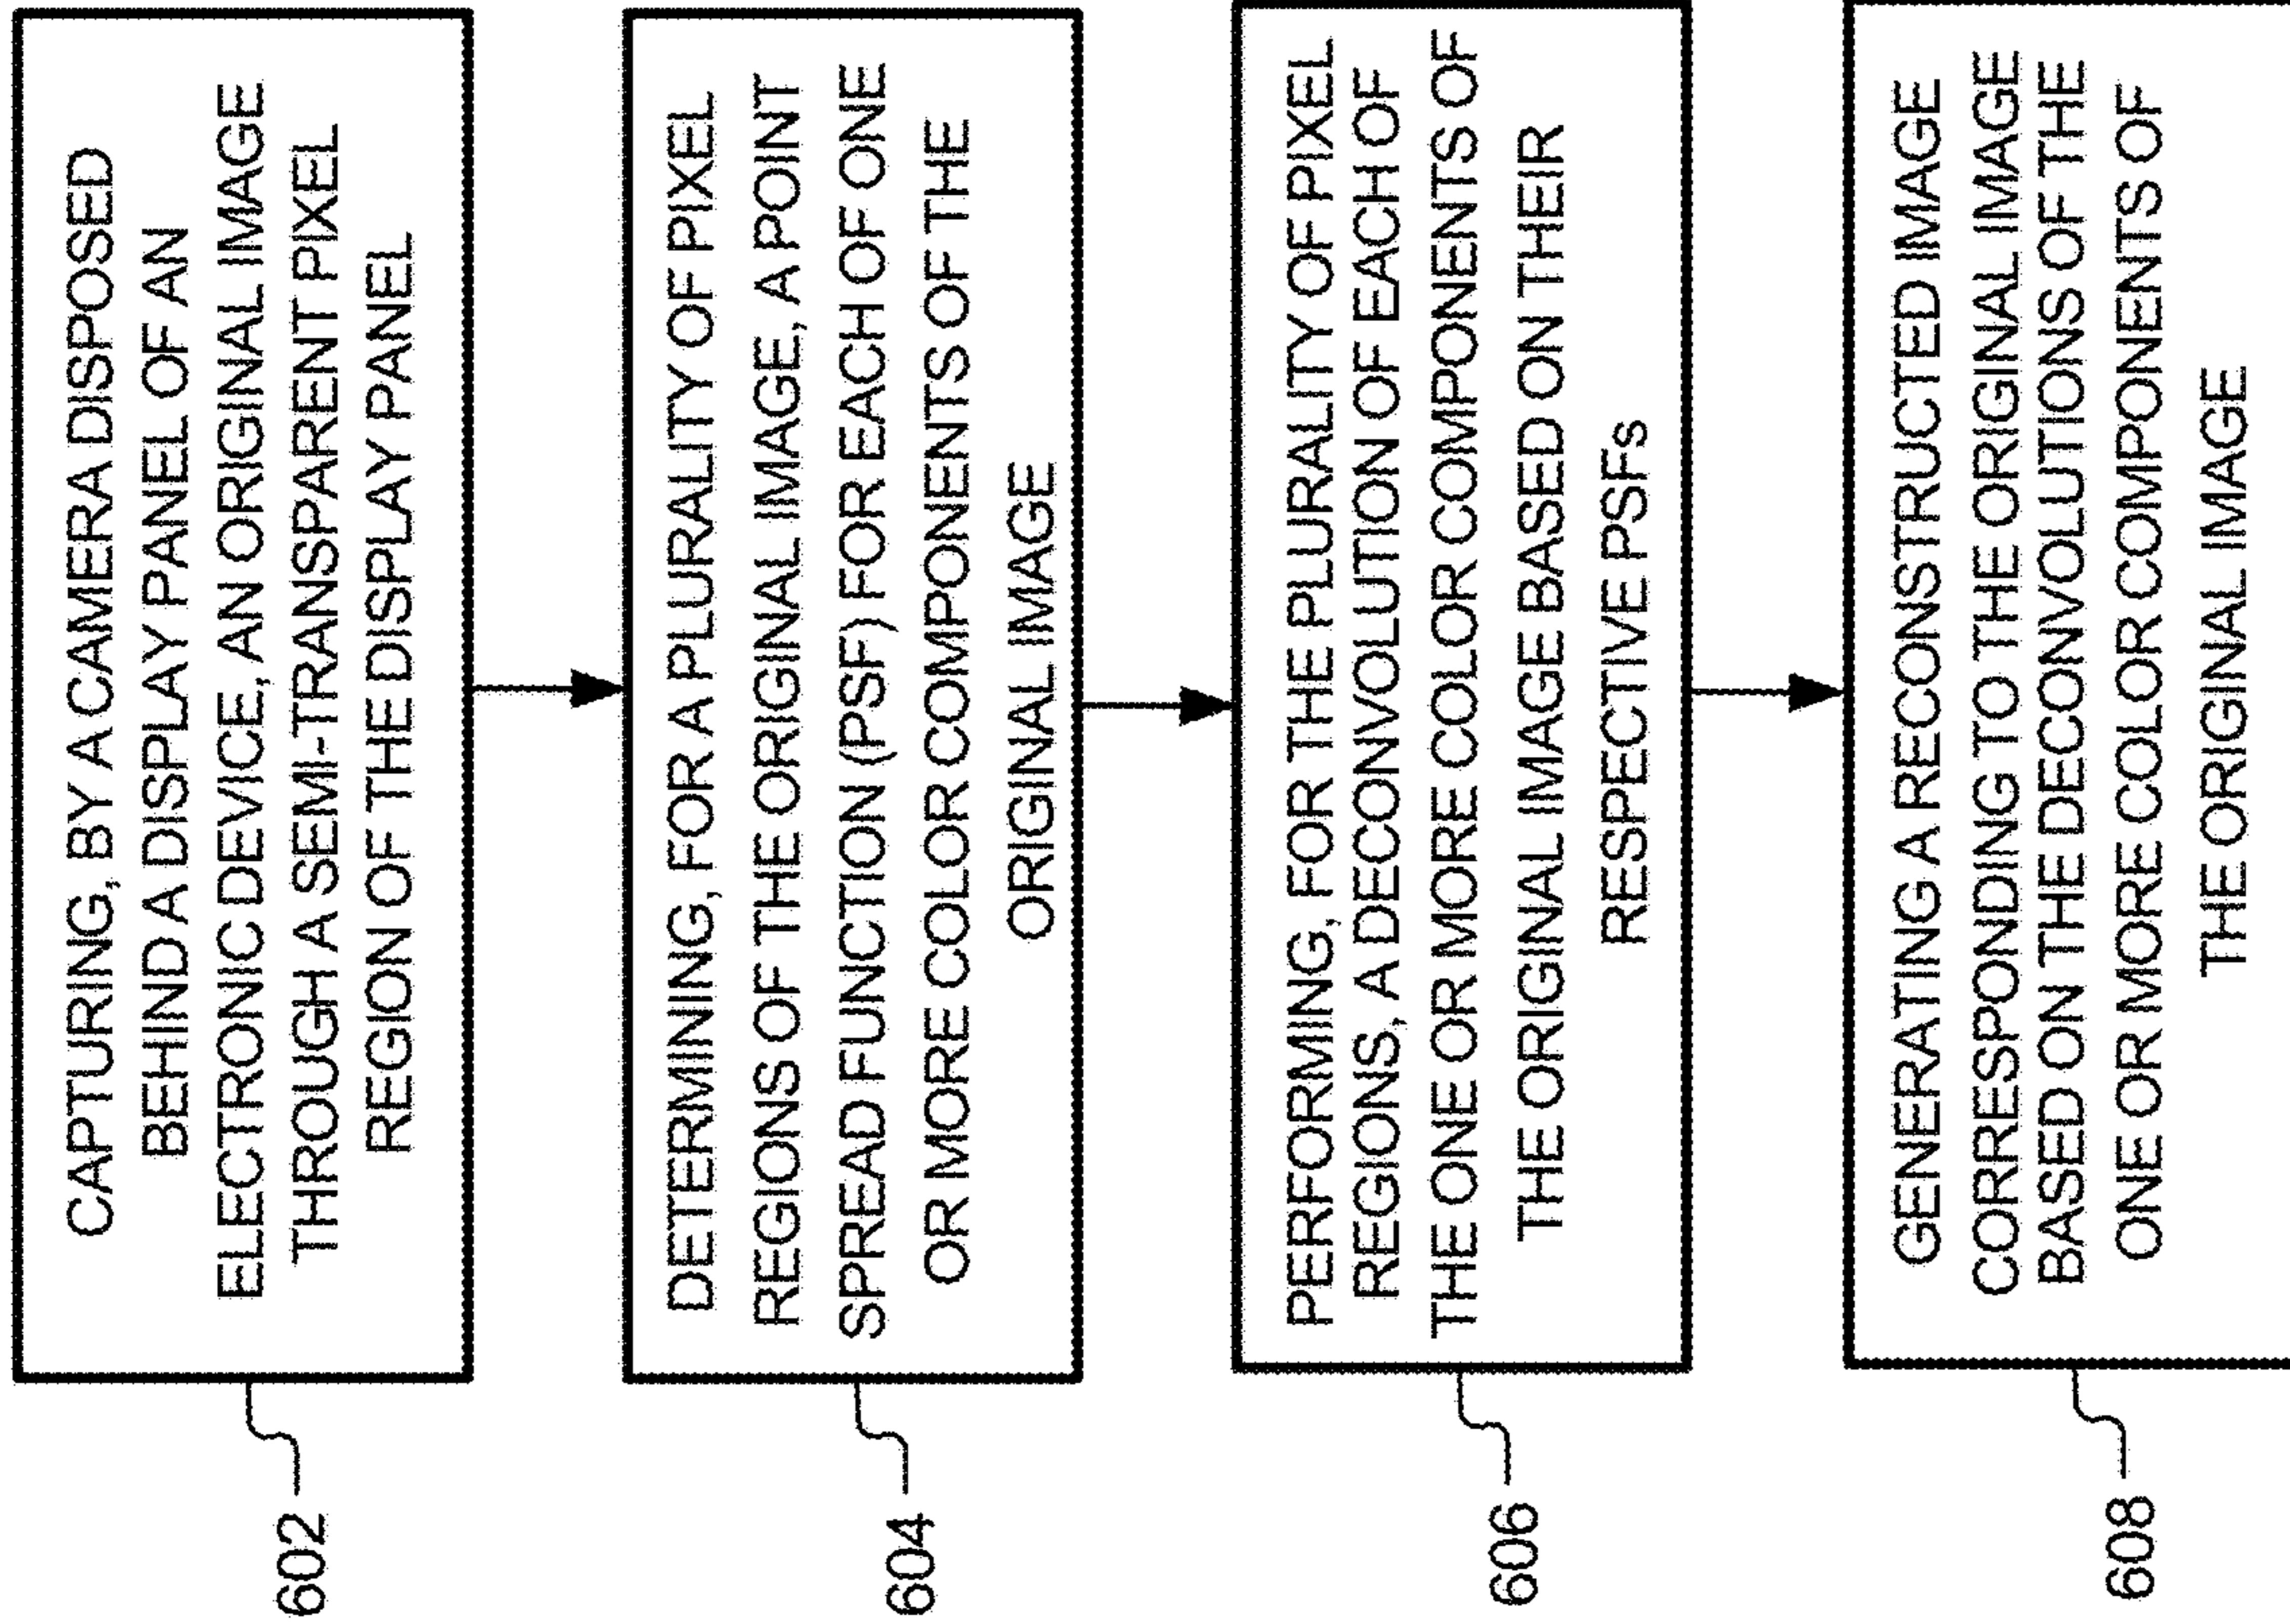 602
CAPTURING, BY A CAMERA DISPOSED
BEHIND A DISPLAY PANEL OF AN
ELECTRONIC DEVICE, AN ORIGINAL IMAGE
THROUGH A SEMI-TRANSPARENT PIXEL
REGION OF THE DISPLAY PANEL
604
DETERMINING, FOR A PLURALITY OF PIXEL
REGIONS OF THE ORIGINAL IMAGE, A POINT
SPREAD FUNCTION (PSF) FOR EACH OF ONE
OR MORE COLOR COMPONENTS OF THE
ORIGINAL IMAGE
606
PERFORMING, FOR THE PLURALITY OF PIXEL
REGIONS, A DECONVOLUTION OF EACH OF
THE ONE OR MORE COLOR COMPONENTS OF
THE ORIGINAL IMAGE BASED ON THEIR
RESPECTIVE PSFs
608
GENERATING A RECONSTRUCTED IMAGE
CORRESPONDING TO THE ORIGINAL IMAGE
BASED ON THE DECONVOLUTIONS OF THE
ONE OR MORE COLOR COMPONENTS OF
THE ORIGINAL IMAGE